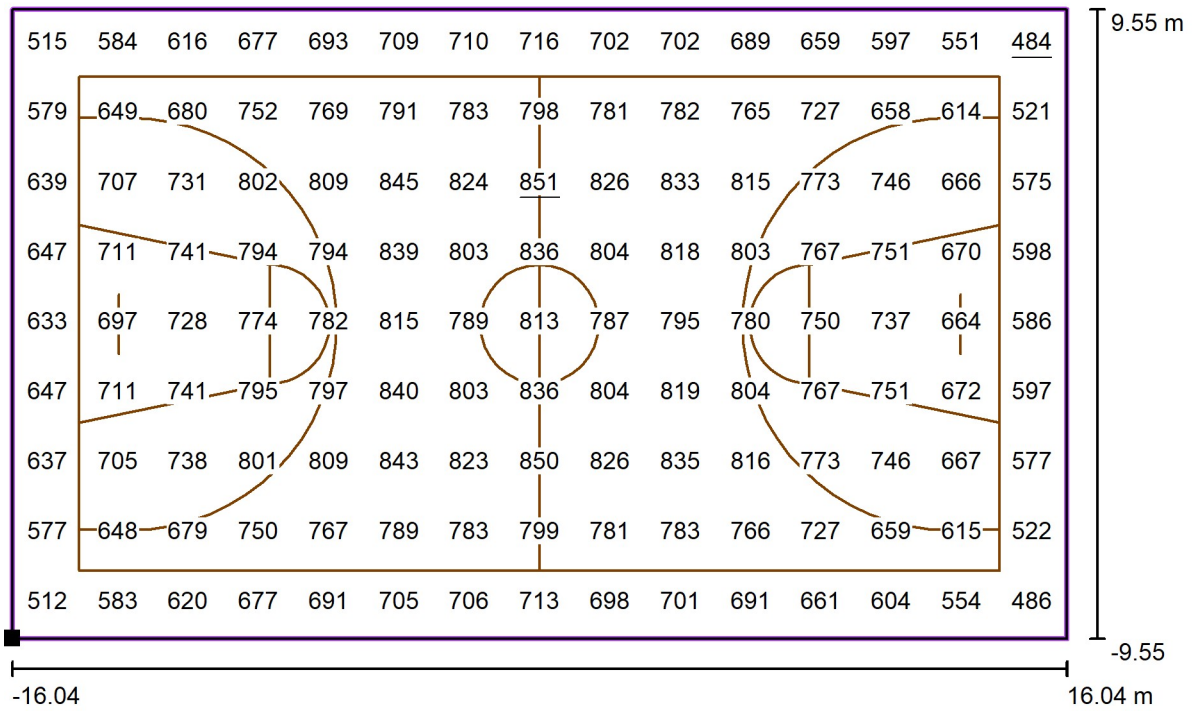 9.55 m
515 584 616 677 693 709 710 716 702 702 689 659 597 551 484
579 649 680 752 769 791 783 798 781 782 765 727 658 614 521
639 707 731 802 809 845 824 851 826 833 815 773 746 666 575
647 711 741 794 794 839 803 836 804 818 803 767 751 670 598
633 697 728 774 782 815 789 813 787 795 780 750 737 664 586
647 711 741 795 797 840 803 836 804 819 804 767 751 672 597
637 705 738 801 809 843 823 850 826 835 816 773 746 667 577
577 648 679 750 767 789 783 799 781 783 766 727 659 615 522
512 583 620 677 691 705 706 713 698 701 691 661 604 554 486
-9.55
-16.04 16.04 m